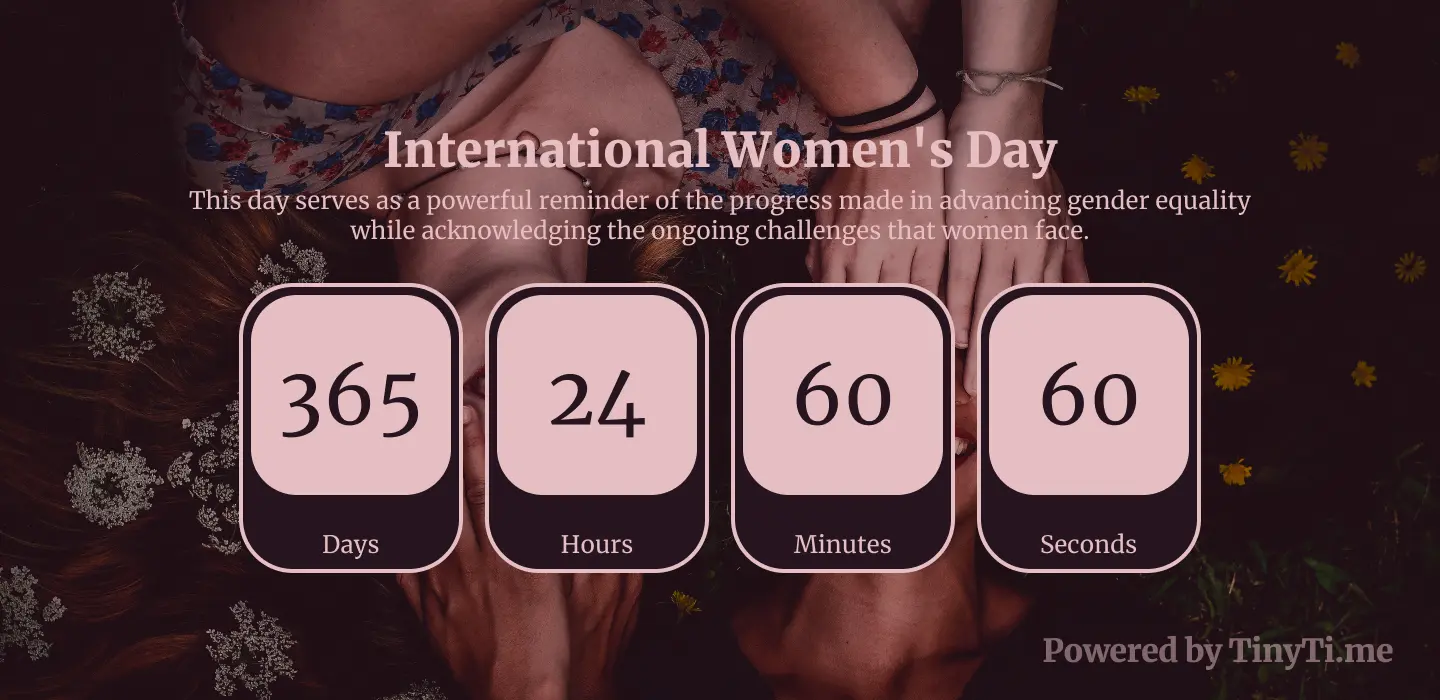 International Women's Day
This day serves as a powerful reminder of the progress made in advancing gender equality
while acknowledging the ongoing challenges that women face.
365
24
60
60
Days
Hours
Minutes
Seconds
Powered by TinyTi.me